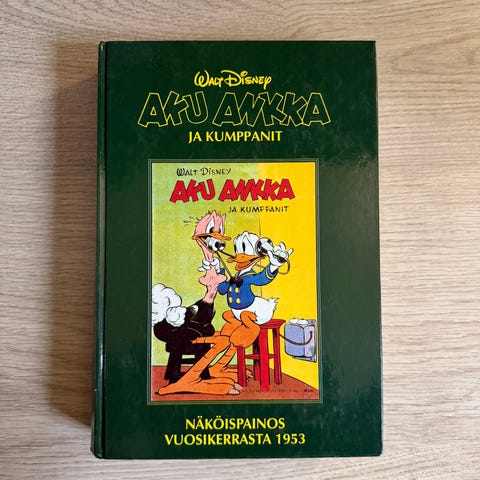 WALT DISNEY
AKU ANKKA
JA KUMPPANIT
WALT DISNEY
AKU ANKKA
JA KUMPPANIT
NÄKÖISPAINOS
VUOSIKERRASTA 1953